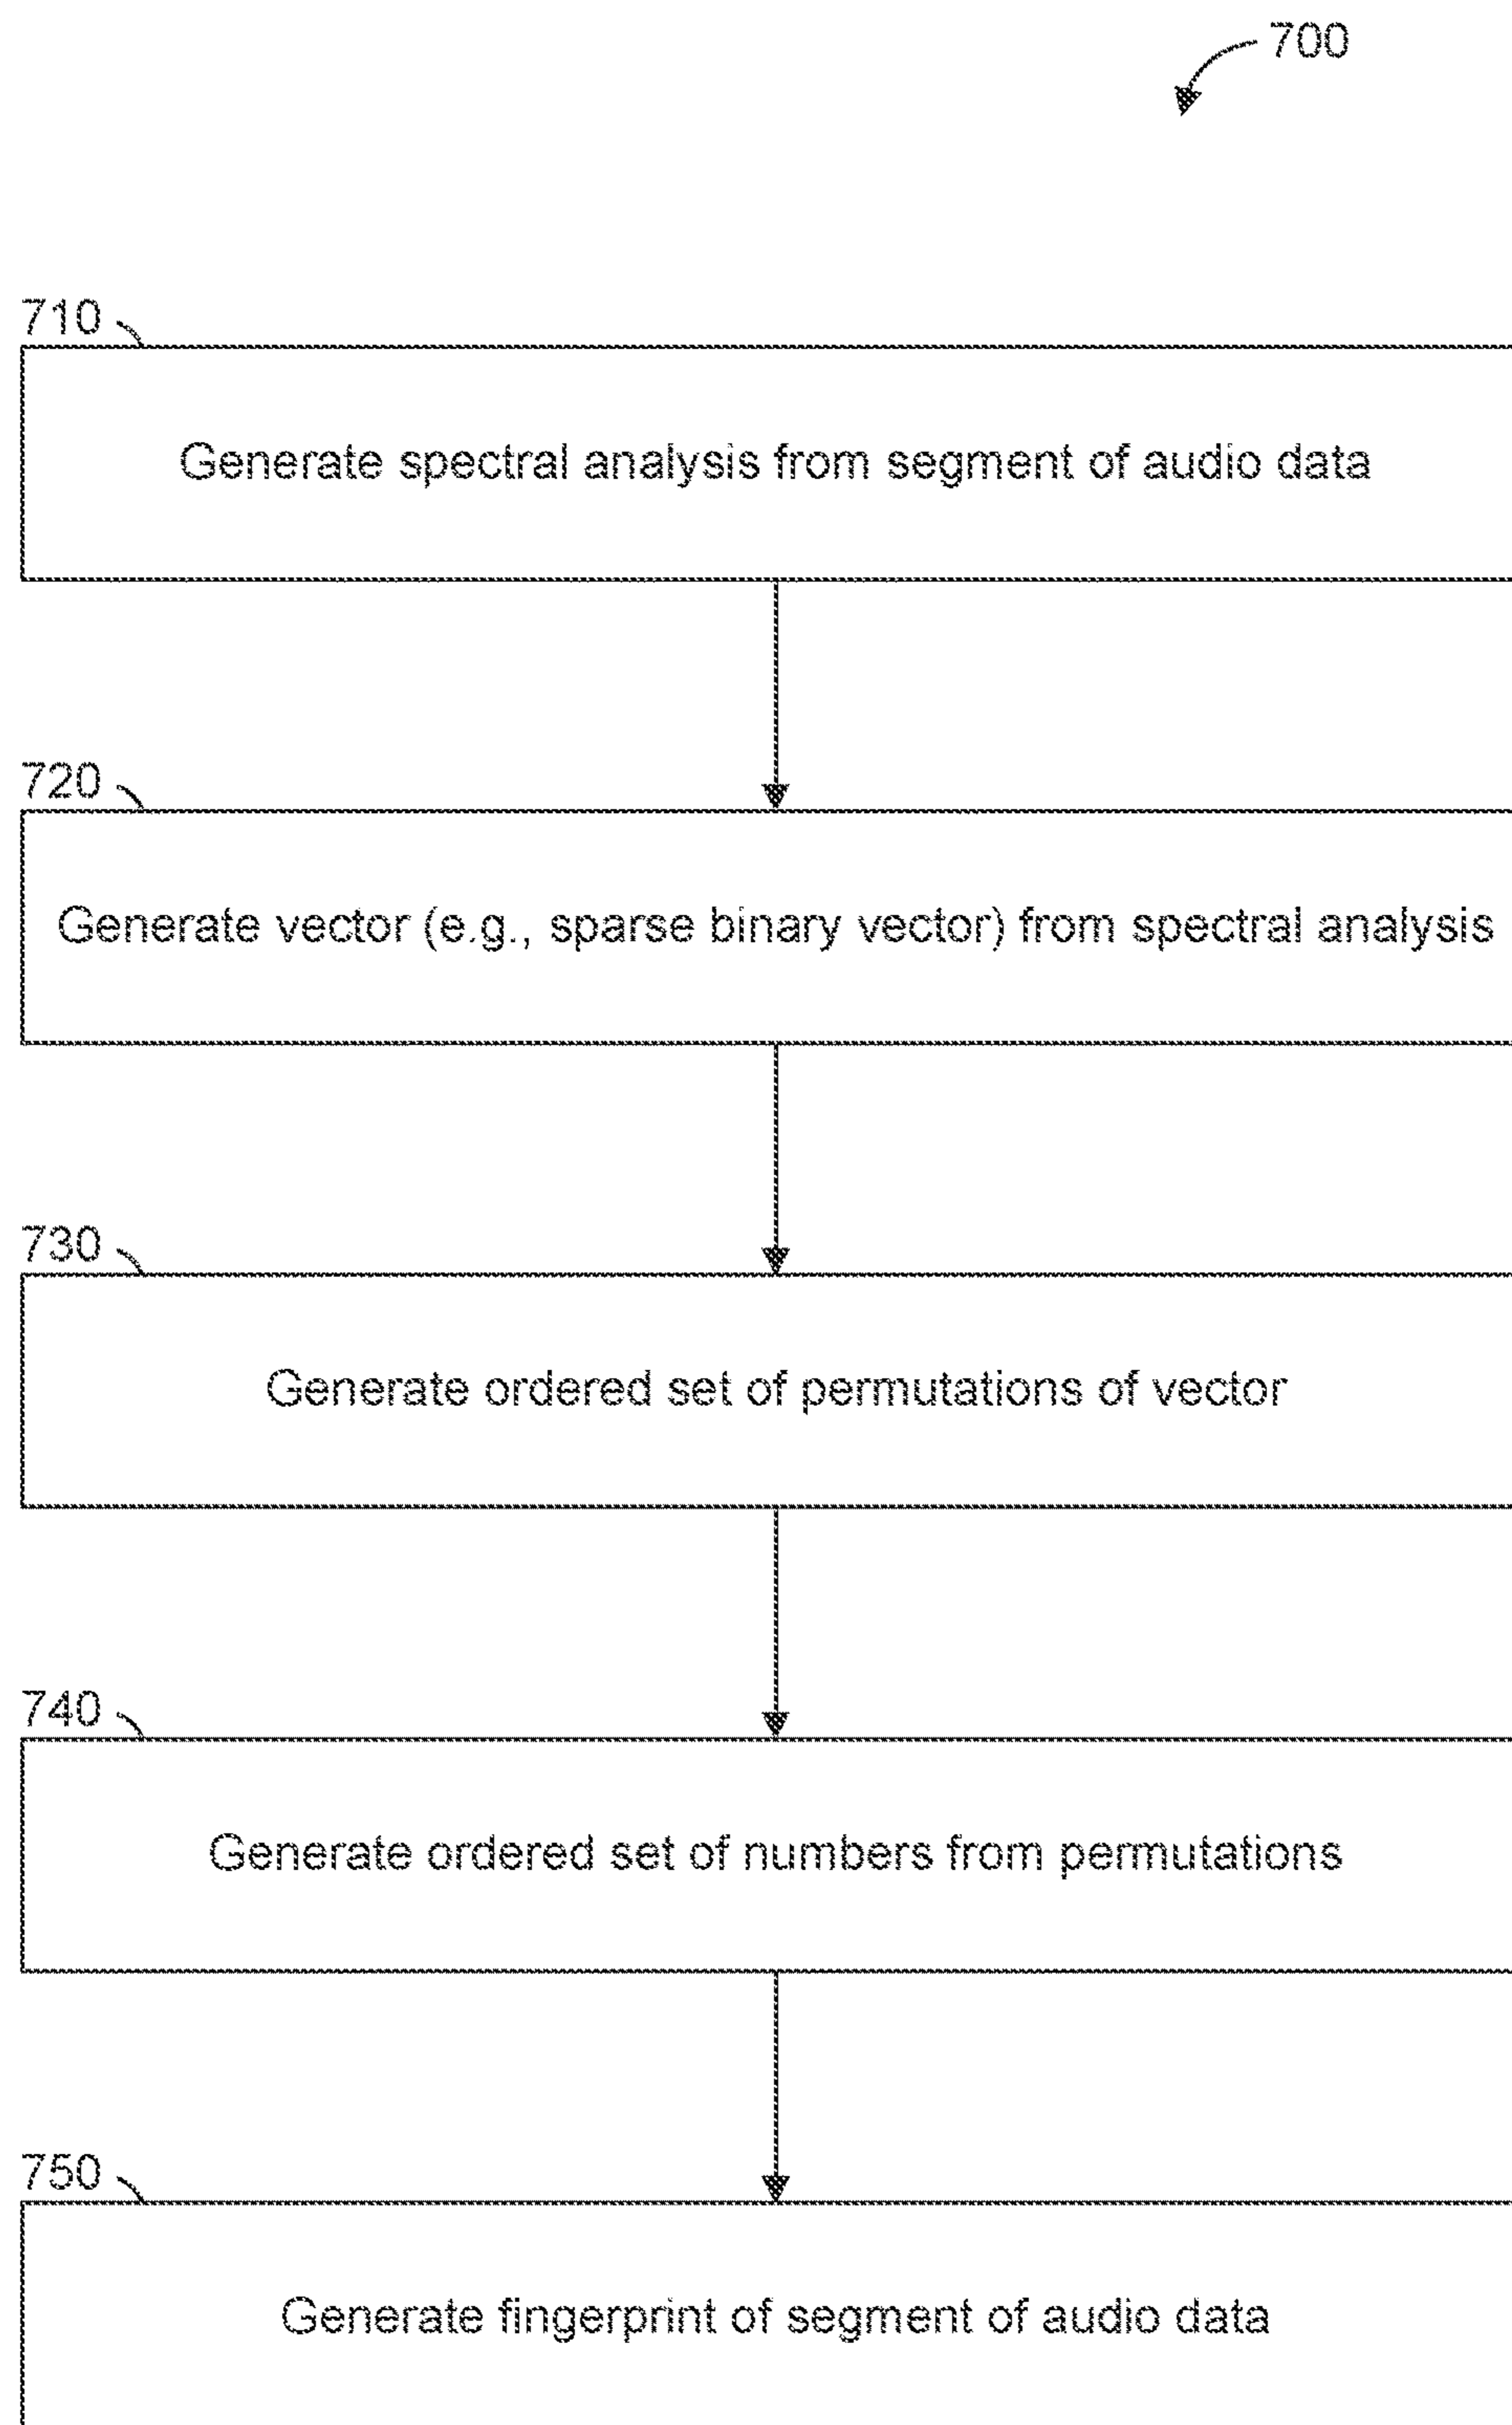 700
710
Generate spectral analysis from segment of audio data
720
Generate vector (e.g., sparse binary vector) from spectral analysis
730
Generate ordered set of permutations of vector
740
Generate ordered set of numbers from permutations
750
Generate fingerprint of segment of audio data